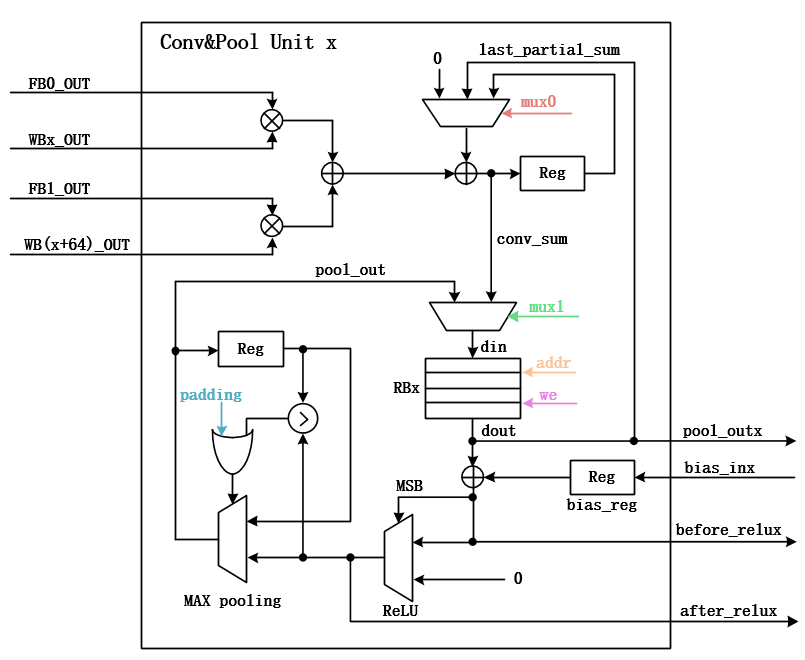 Conv&Pool Unit x
last_partial_sum
0
FB0_OUT
mux0
WBx_OUT
Reg
FB1_OUT
WB(x+64)_OUT
conv_sum
pool_out
mux1
din
Reg
addr
RBx
padding
we
>
dout
pool_outx
MSB
Reg
bias_inx
bias_reg
before_relux
0
MAX pooling
ReLU
after_relux